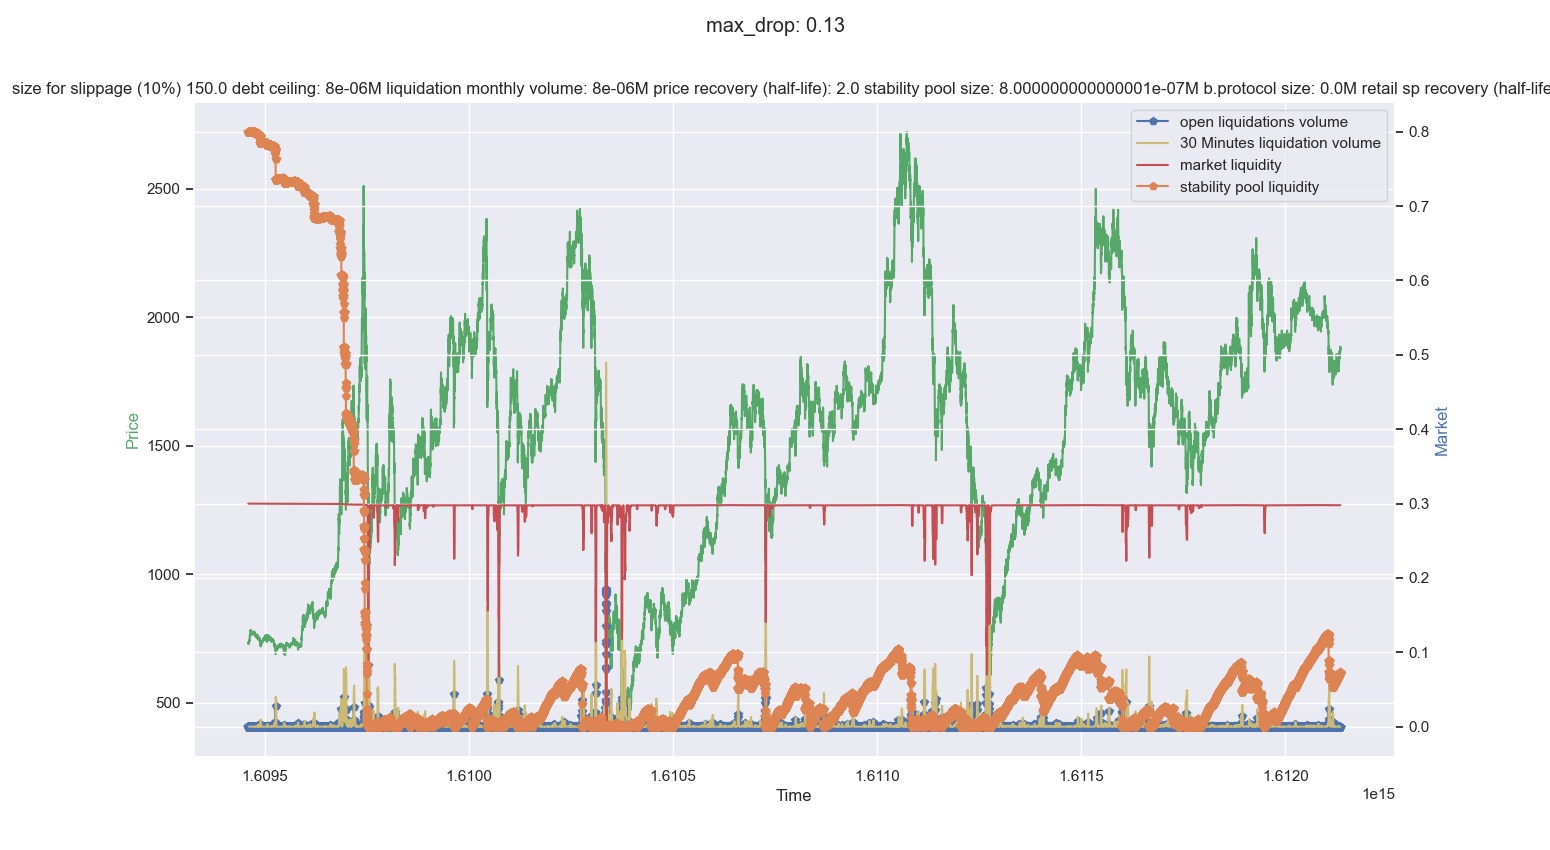 max_drop: 0.13
size for slippage (10%) 150.0 debt ceiling: 8e-06M liquidation monthly volume: 8e-06M price recovery (half-life): 2.0 stability pool size: 8.000000000000001e-07M b.protocol size: 0.0M retail sp recovery (half-life
open liquidations volume
30 Minutes liquidation volume
market liquidity
stability pool liquidity
2500
2000
1500
1000
500
Price
0.8
0.7
0.6
0.5
0.4
0.3
0.2
0.1
0.0
Market
1.6095 1.6100 1.6105 1.6110 1.6115 1.6120
1e15
Time